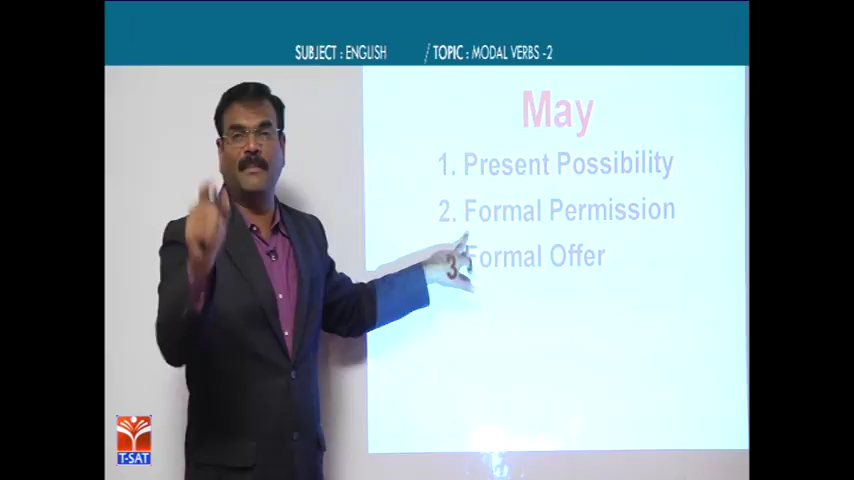 SUBJECT : ENGLISH / TOPIC : MODAL VERBS -2
May
1. Present Possibility
2. Formal Permission
3. Formal Offer
T-SAT